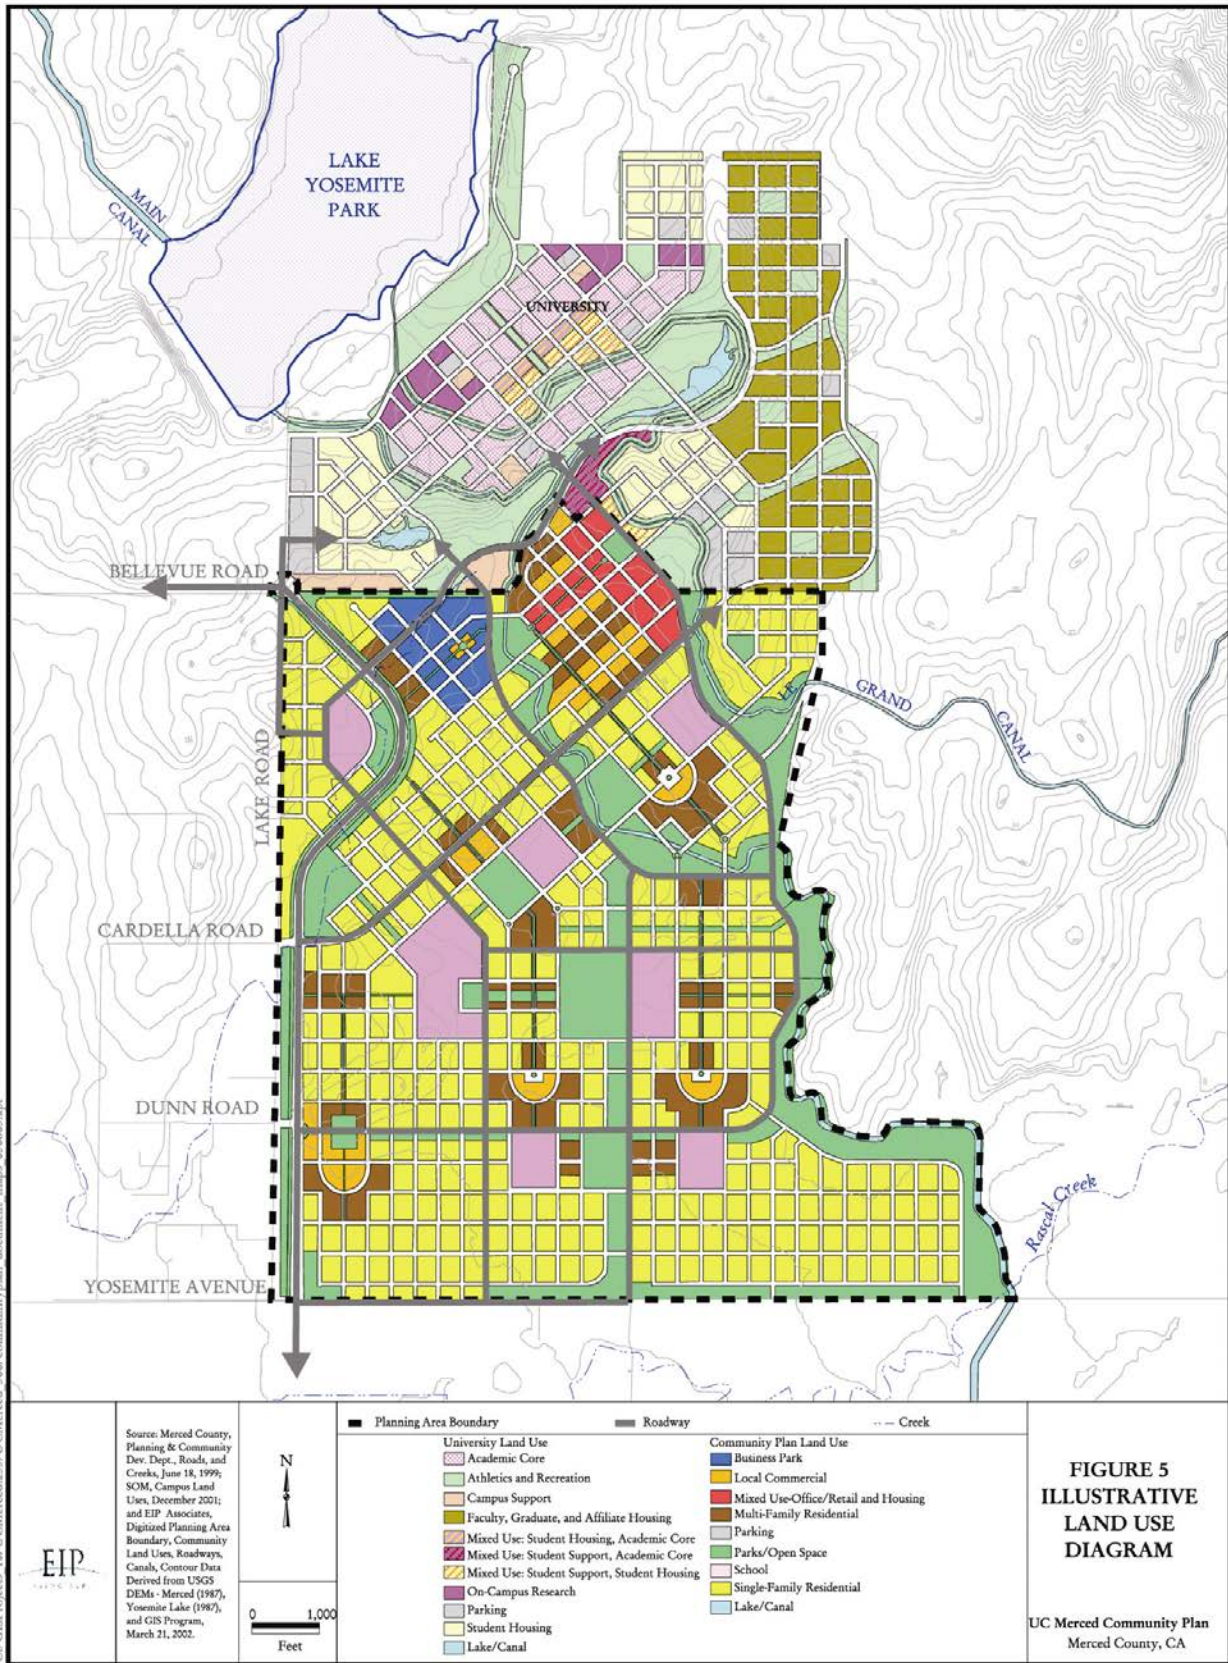 LAKE
YOSEMITE
PARK
MAIN
CANAL
UNIVERSITY
BELLEVUE ROAD
LE
GRAND
CANAL
LAKE ROAD
CARDELLA ROAD
DUNN ROAD
Rascal Creek
YOSEMITE AVENUE
EIP
Source: Merced County,
Planning & Community
Dev. Dept., Roads, and
Creeks, June 18, 1999;
SOM, Campus Land
Uses, December 2001;
and EIP Associates,
Digitized Planning Area
Boundary, Community
Land Uses, Roadways,
Canals, Contour Data
Derived from USGS
DEMs - Merced (1987),
Yosemite Lake (1987),
and GIS Program,
March 21, 2002.
N
0 1,000
Feet
Planning Area Boundary
Roadway
Creek
University Land Use
Academic Core
Athletics and Recreation
Campus Support
Faculty, Graduate, and Affiliate Housing
Mixed Use: Student Housing, Academic Core
Mixed Use: Student Support, Academic Core
Mixed Use: Student Support, Student Housing
On-Campus Research
Parking
Student Housing
Lake/Canal
Community Plan Land Use
Business Park
Local Commercial
Mixed Use-Office/Retail and Housing
Multi-Family Residential
Parking
Parks/Open Space
School
Single-Family Residential
Lake/Canal
FIGURE 5
ILLUSTRATIVE
LAND USE
DIAGRAM
UC Merced Community Plan
Merced County, CA